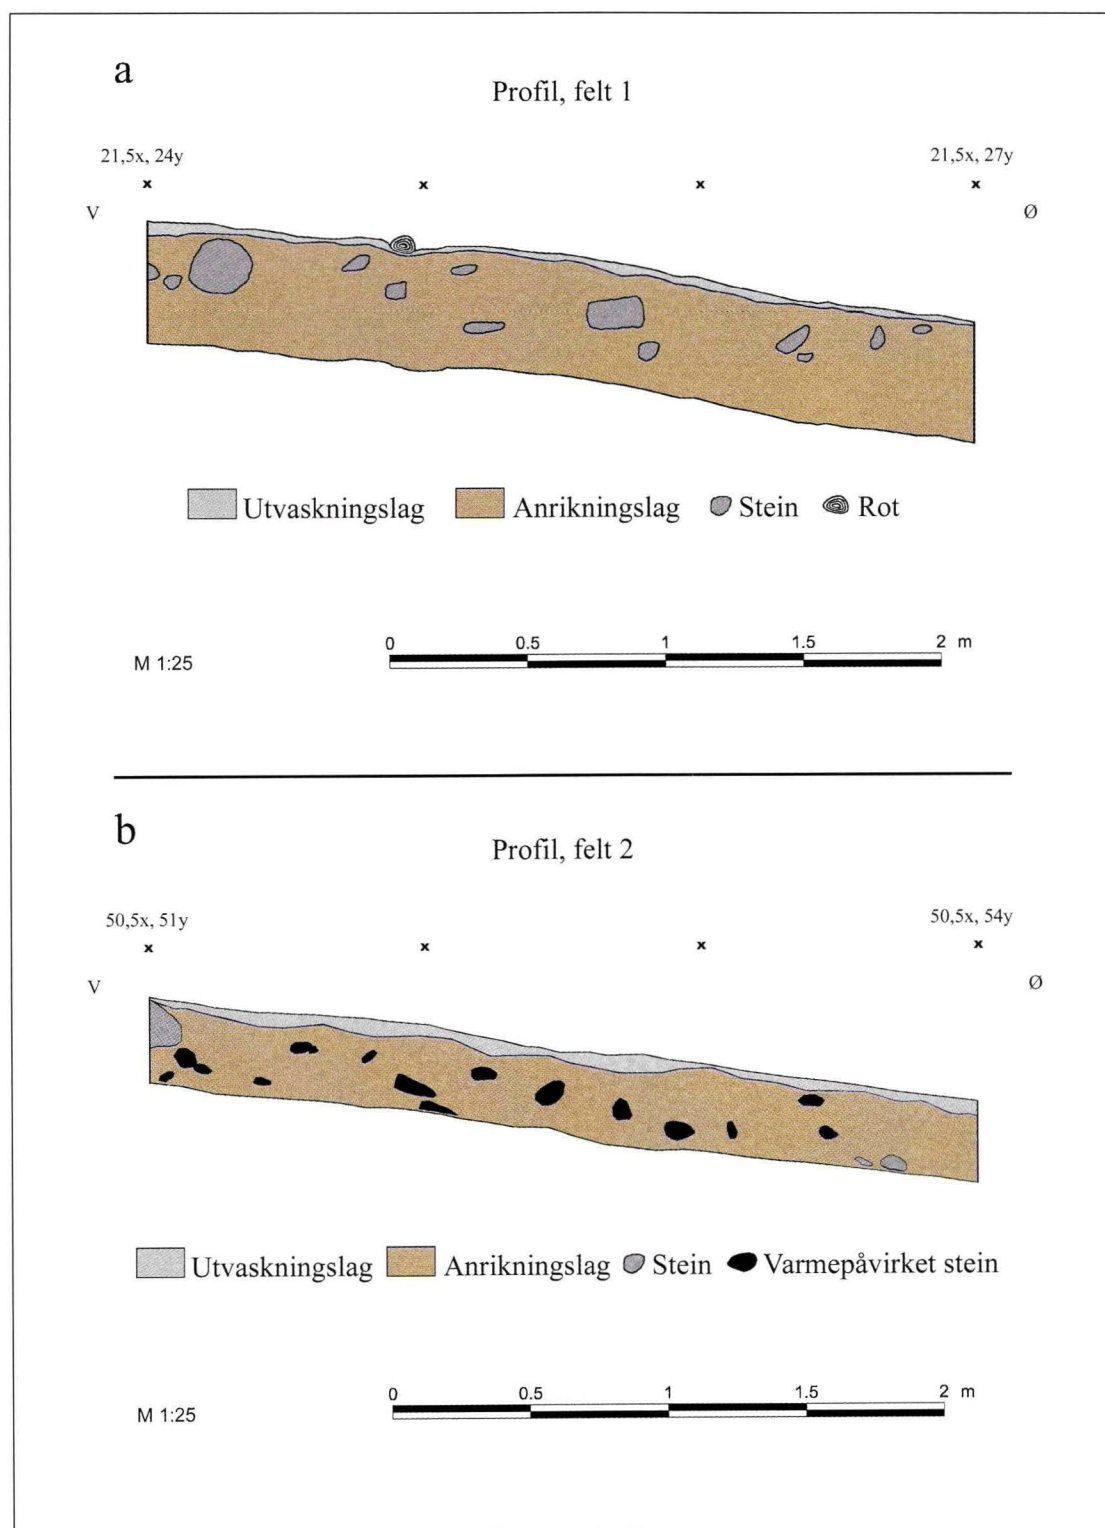 a
Profil, felt 1
21,5x, 24y 21,5x, 27y
x x x x
V Ø
Utvaskningslag Anrikningslag Stein Rot
0 0.5 1 1.5 2 m
M 1:25
b
Profil, felt 2
50,5x, 51y 50,5x, 54y
x x x x
V Ø
Utvaskningslag Anrikningslag Stein Varmepåvirket stein
0 0.5 1 1.5 2 m
M 1:25